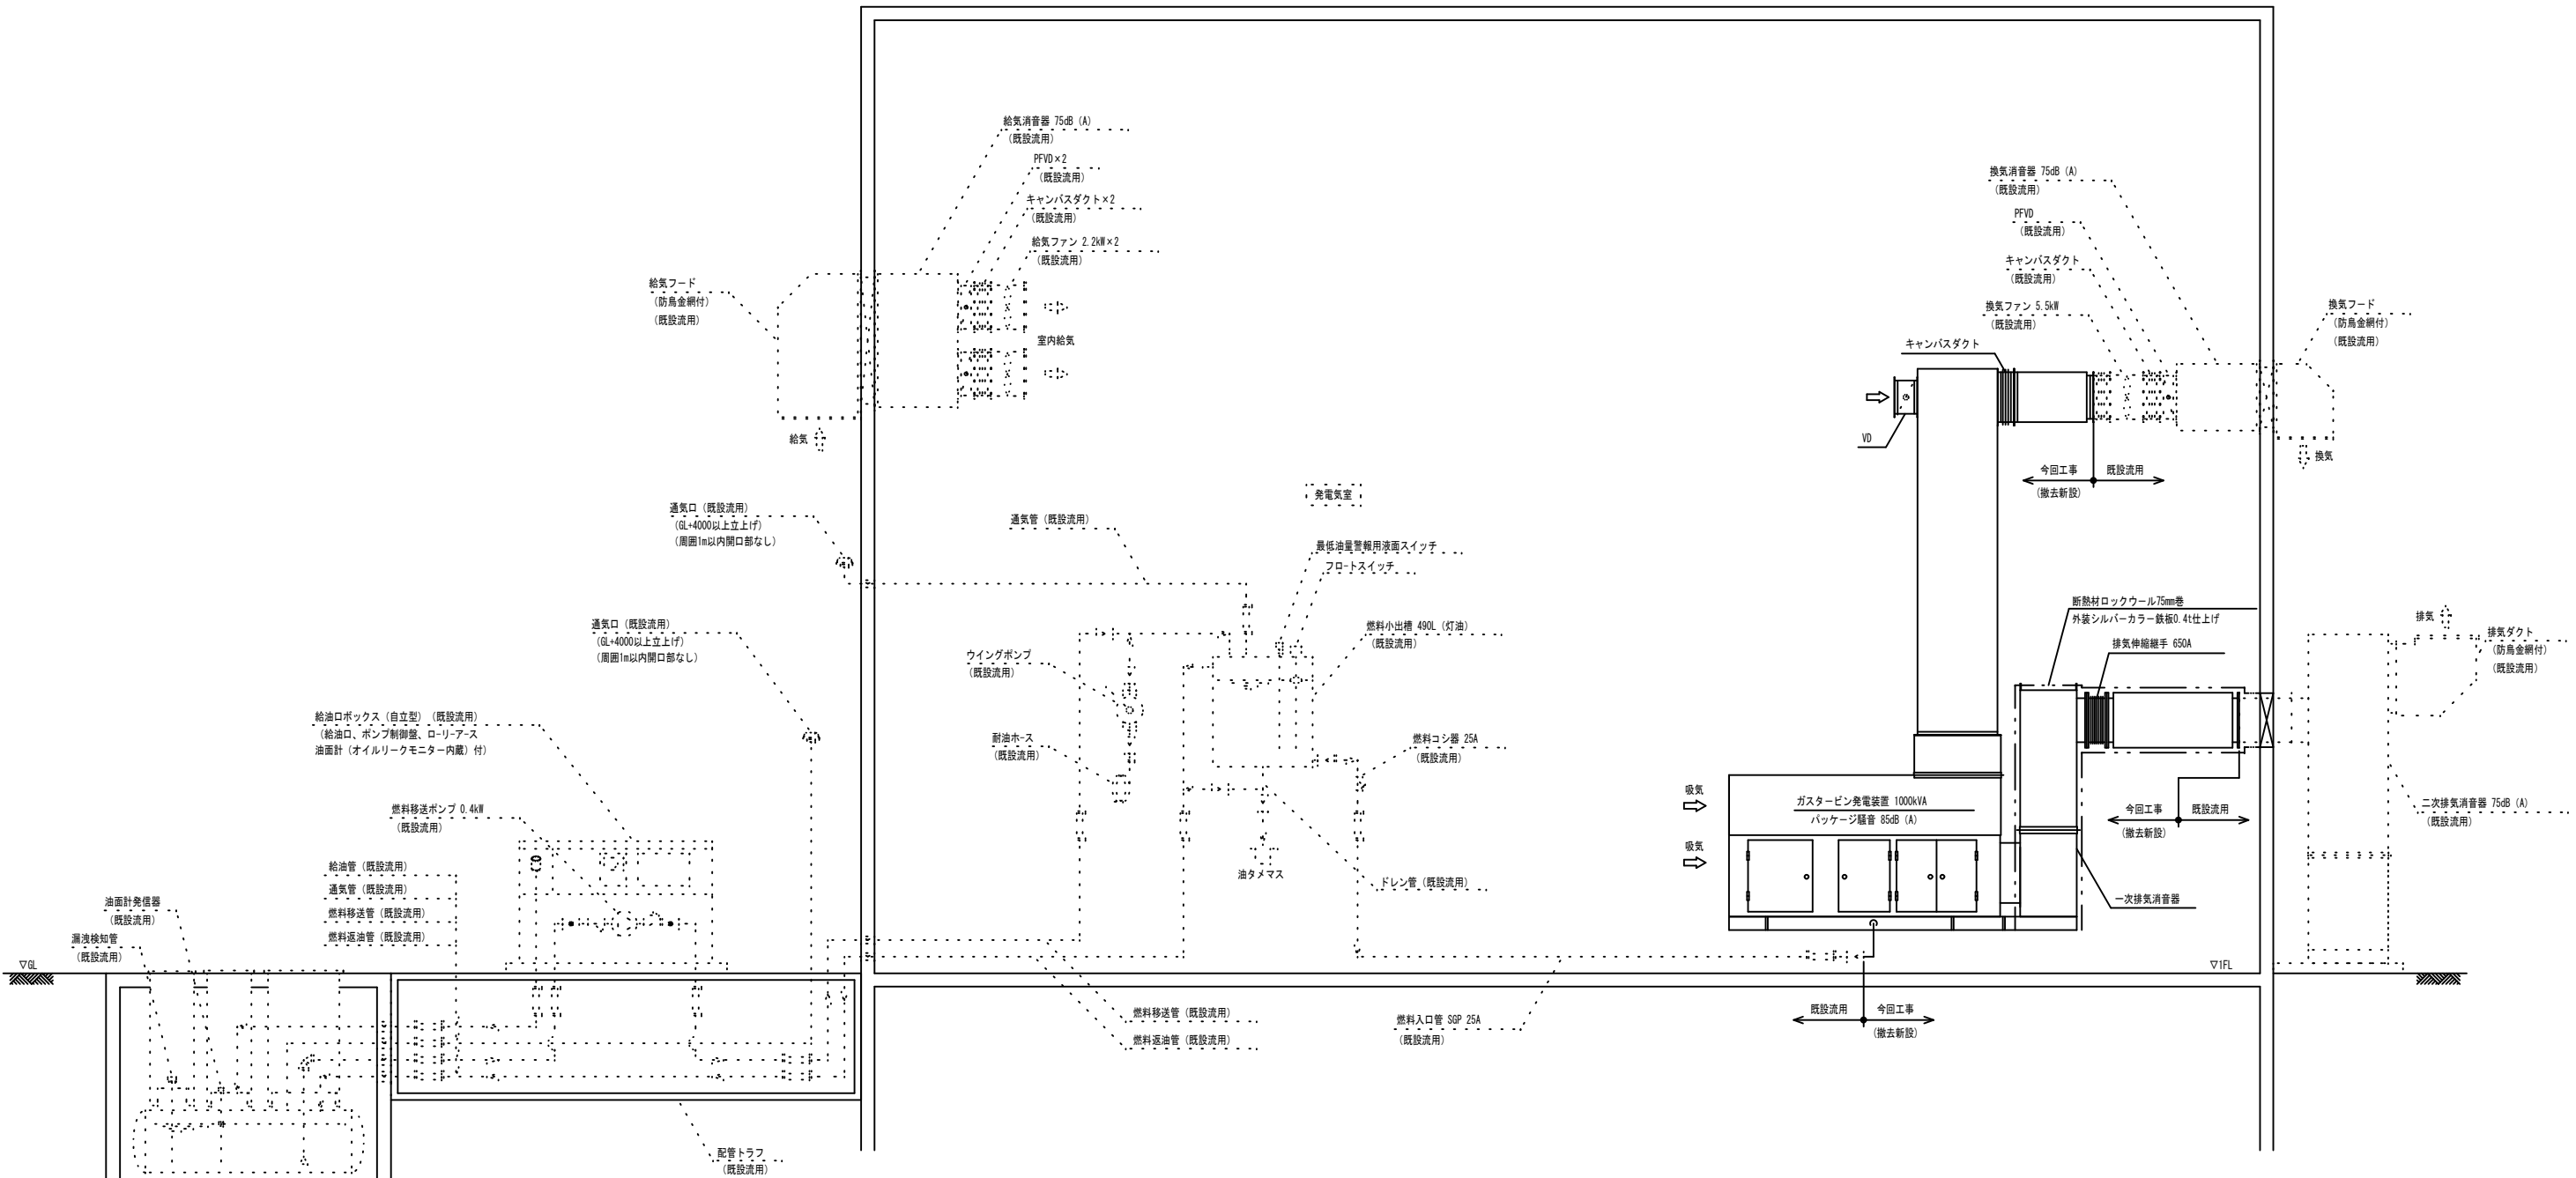 給気消音器 75dB（A）
（既設流用）
PFVD×2
（既設流用）
キャンバスダクト×2
（既設流用）
給気ファン 2.2kW×2
（既設流用）
給気フード
（防鳥金網付）
（既設流用）
室内給気
給気
換気消音器 75dB（A）
（既設流用）
PFVD
（既設流用）
キャンバスダクト
（既設流用）
換気ファン 5.5kW
（既設流用）
換気フード
（防鳥金網付）
（既設流用）
キャンバスダクト
VD
換気
今回工事
既設流用
（撤去新設）
発電気室
通気口（既設流用）
（GL+4000以上立上げ）
（周囲1m以内開口部なし）
通気管（既設流用）
最低油量警報用液面スイッチ
フロートスイッチ
通気口（既設流用）
（GL+4000以上立上げ）
（周囲1m以内開口部なし）
燃料小出槽 490L（灯油）
（既設流用）
ウイングポンプ
（既設流用）
断熱材ロックウール75mm巻
外装シルバーカラー鉄板0.4t仕上げ
排気伸縮継手 650A
排気
排気ダクト
（防鳥金網付）
（既設流用）
給油口ボックス（自立型）（既設流用）
（給油口、ポンプ制御盤、ローリーアース
油面計（オイルリークモニター内蔵）付）
耐油ホース
（既設流用）
燃料コシ器 25A
（既設流用）
吸気
ガスタービン発電装置 1000kVA
パッケージ騒音 85dB（A）
今回工事
既設流用
（撤去新設）
二次排気消音器 75dB（A）
（既設流用）
燃料移送ポンプ 0.4kW
（既設流用）
吸気
給油管（既設流用）
通気管（既設流用）
燃料移送管（既設流用）
燃料返油管（既設流用）
油タメマス
ドレン管（既設流用）
一次排気消音器
油面計発信器
（既設流用）
漏洩検知管
（既設流用）
▽GL
▽1FL
燃料移送管（既設流用）
燃料返油管（既設流用）
燃料入口管 SGP 25A
（既設流用）
既設流用
今回工事
（撤去新設）
配管トラフ
（既設流用）